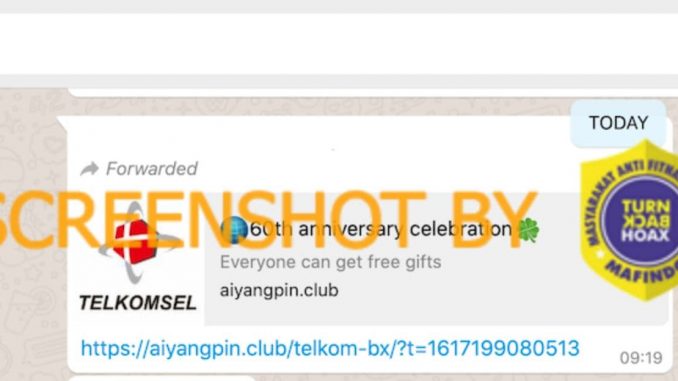 TODAY
Forwarded
SCREENSHOT BY
60th anniversary celebration
Everyone can get free gifts
aiyangpin.club
TELKOMSEL
https://aiyangpin.club/telkom-bx/?t=1617199080513
09:19
MASYARAKAT ANTI FITNAH
TURN
BACK
HOAX
MAFINDO